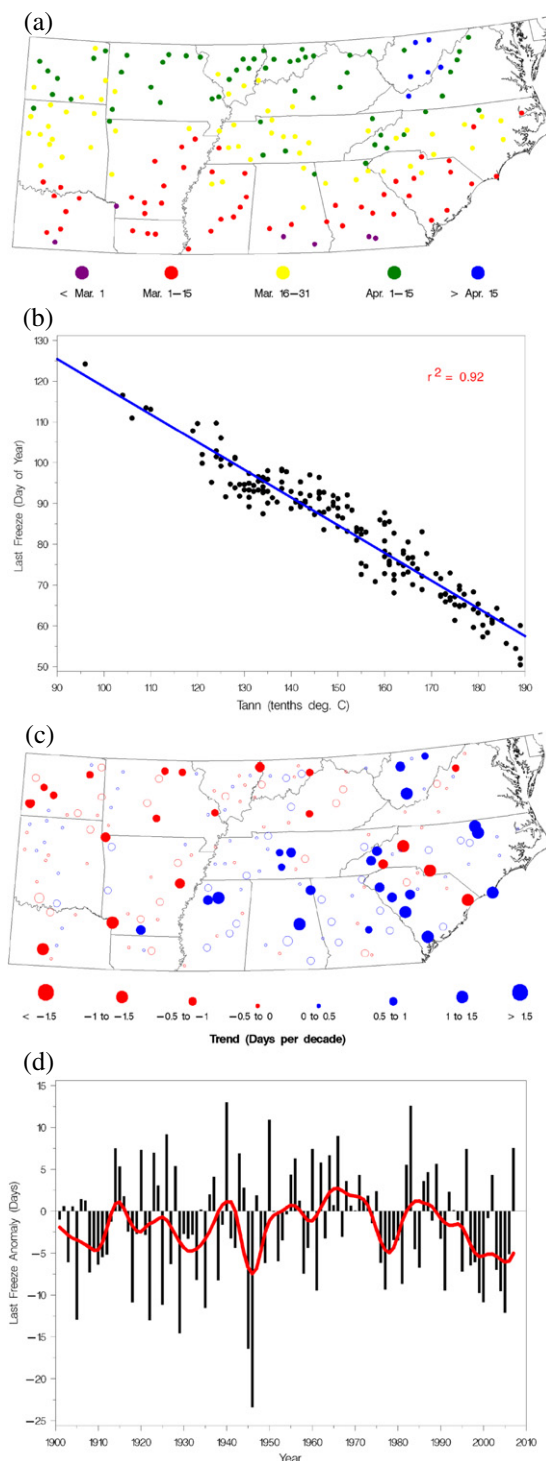 (a)
< Mar. 1 Mar. 1–15 Mar. 16–31 Apr. 1–15 > Apr. 15
(b)
130
120
110
100
90
80
70
60
50
r² = 0.92
Last Freeze (Day of Year)
90 100 110 120 130 140 150 160 170 180 190
Tann (tenths deg. C)
(c)
< −1.5 −1 to −1.5 −0.5 to −1 −0.5 to 0 0 to 0.5 0.5 to 1 1 to 1.5 > 1.5
Trend (Days per decade)
(d)
15
10
5
0
−5
−10
−15
−20
−25
Last Freeze Anomaly (Days)
1900 1910 1920 1930 1940 1950 1960 1970 1980 1990 2000 2010
Year